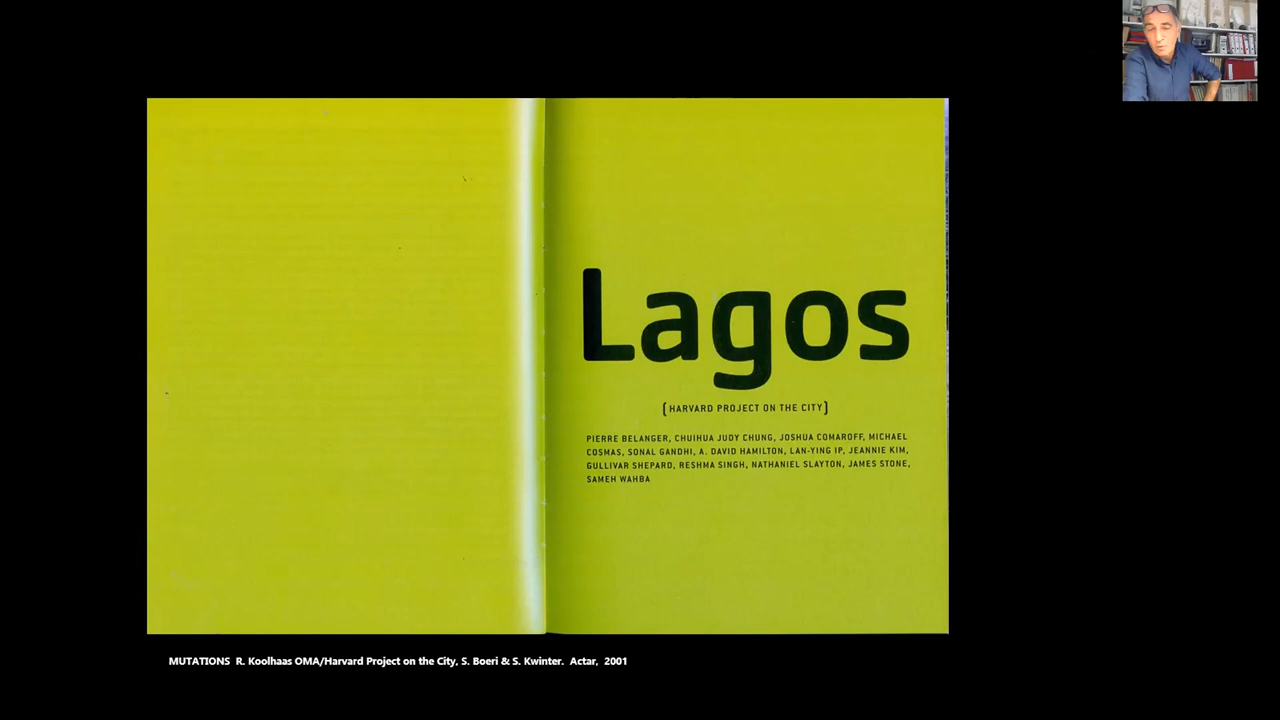 Lagos
[HARVARD PROJECT ON THE CITY]
PIERRE BELANGER, CHUIHUA JUDY CHUNG, JOSHUA COMAROFF, MICHAEL
COSMAS, SONAL GANDHI, A. DAVID HAMILTON, LAN-YING IP, JEANNIE KIM,
GULLIVAR SHEPARD, RESHMA SINGH, NATHANIEL SLAYTON, JAMES STONE,
SAMEH WAHBA
MUTATIONS R. Koolhaas OMA/Harvard Project on the City, S. Boeri & S. Kwinter. Actar, 2001